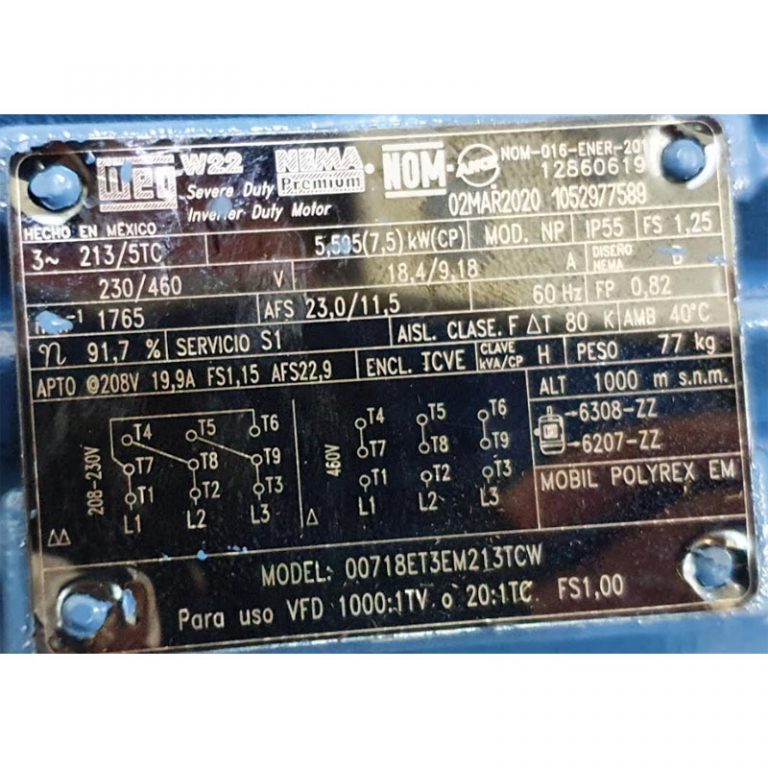 WEG W22 NEMA Premium NOM ANCE NOM-016-ENER-201
Severe Duty 12860619
Inverter Duty Motor 02MAR2020 1052977589
HECHO EN MÉXICO
3~ 213/5TC 5,595(7,5) kW(CP) MOD. NP IP55 FS 1,25
230/460 V 18,4/9,18 A DISEÑO NEMA B
1765 AFS 23,0/11,5 60 Hz FP 0,82
η 91,7 % SERVICIO S1 AISL. CLASE. F ΔT 80 K AMB 40°C
APTO @208V 19,9A FS1,15 AFS22,9 ENCL. TCVE CLAVE kVA/CP H PESO 77 kg
ALT 1000 m s.n.m.
208-230V
T4 T5 T6
T7 T8 T9
T1 T2 T3
L1 L2 L3
ΔΔ
460V
T4 T5 T6
T7 T8 T9
T1 T2 T3
L1 L2 L3
Δ
6308-ZZ
6207-ZZ
MOBIL POLYREX EM
MODEL: 00718ET3EM213TCW
Para uso VFD 1000:1TV o 20:1TC FS1,00